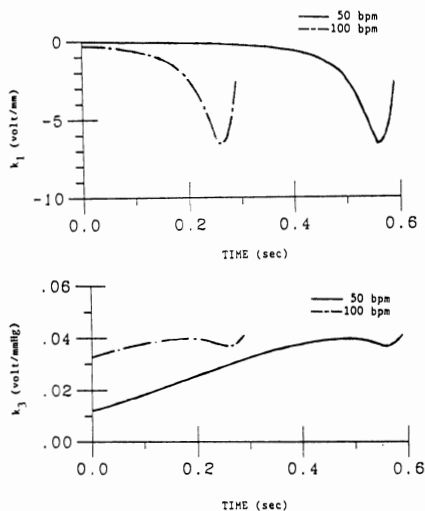 50 bpm
100 bpm
0
-5
-10
k1 (volt/mm)
0.0 0.2 0.4 0.6
TIME (sec)
50 bpm
100 bpm
.06
.04
.02
.00
k3 (volt/mmHg)
0.0 0.2 0.4 0.6
TIME (sec)